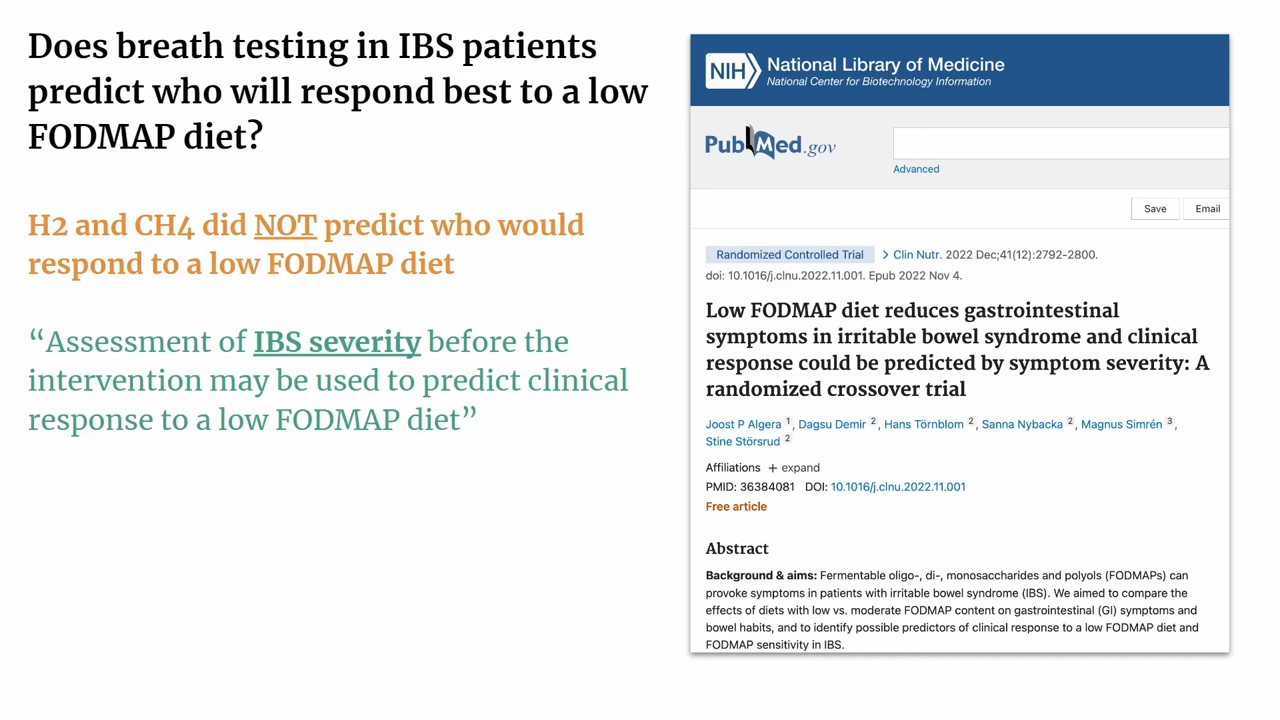 Does breath testing in IBS patients
predict who will respond best to a low
FODMAP diet?
H2 and CH4 did NOT predict who would
respond to a low FODMAP diet
“Assessment of IBS severity before the
intervention may be used to predict clinical
response to a low FODMAP diet”
NIH National Library of Medicine
National Center for Biotechnology Information
PubMed.gov
Advanced
Save Email
Randomized Controlled Trial > Clin Nutr. 2022 Dec;41(12):2792-2800.
doi: 10.1016/j.clnu.2022.11.001. Epub 2022 Nov 4.
Low FODMAP diet reduces gastrointestinal
symptoms in irritable bowel syndrome and clinical
response could be predicted by symptom severity: A
randomized crossover trial
Joost P Algera 1, Dagsu Demir 2, Hans Törnblom 2, Sanna Nybacka 2, Magnus Simrén 3,
Stine Störsrud 2
Affiliations + expand
PMID: 36384081 DOI: 10.1016/j.clnu.2022.11.001
Free article
Abstract
Background & aims: Fermentable oligo-, di-, monosaccharides and polyols (FODMAPs) can
provoke symptoms in patients with irritable bowel syndrome (IBS). We aimed to compare the
effects of diets with low vs. moderate FODMAP content on gastrointestinal (GI) symptoms and
bowel habits, and to identify possible predictors of clinical response to a low FODMAP diet and
FODMAP sensitivity in IBS.